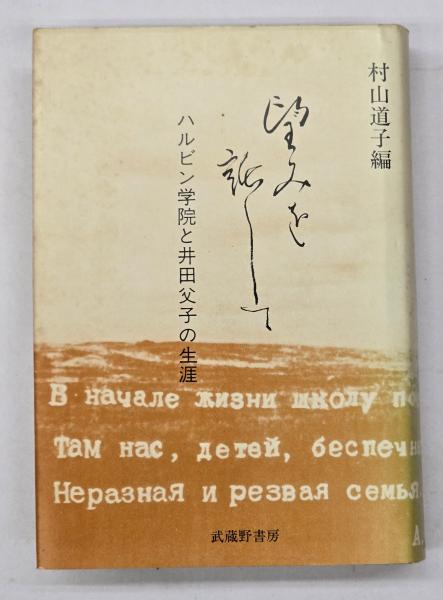 村山道子編
望みを
託して
ハルビン学院と井田父子の生涯
В начале жизни школу по
Там нас, детей, беспечн
Неразная и резвая семья.
А.
武蔵野書房